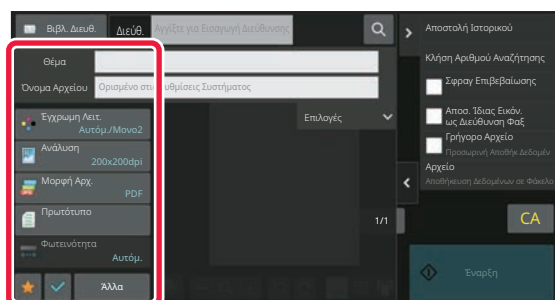 Βιβλ. Διευθ.
Διεύθ. Αγγίξτε για Εισαγωγή Διεύθυνσης
Θέμα
Όνομα Αρχείου Ορισμένο στις Ρυθμίσεις Συστήματος
Έγχρωμη Λειτ.
Αυτόμ./Μονο2
Ανάλυση
200x200dpi
Μορφή Αρχ.
PDF
Πρωτότυπο
Φωτεινότητα
Αυτόμ.
Άλλα
Επιλογές
1/1
Αποστολή Ιστορικού
Κλήση Αριθμού Αναζήτησης
Σφραγ Επιβεβαίωσης
Αποσ. Ίδιας Εικόν.
ως Διεύθυνση Φαξ
Γρήγορο Αρχείο
Προσωρινή Αποθήκ Δεδομέν
Αρχείο
Αποθήκευση Δεδομένων σε Φάκελο
CA
Έναρξη